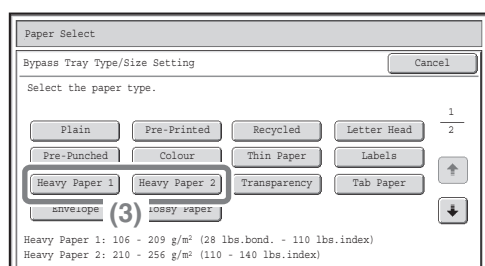 Paper Select
Bypass Tray Type/Size Setting Cancel
Select the paper type.
1
2
Plain Pre-Printed Recycled Letter Head
Pre-Punched Colour Thin Paper Labels
Heavy Paper 1 Heavy Paper 2 Transparency Tab Paper
Envelope Glossy Paper
(3)
Heavy Paper 1: 106 - 209 g/m² (28 lbs.bond. - 110 lbs.index)
Heavy Paper 2: 210 - 256 g/m² (110 - 140 lbs.index)